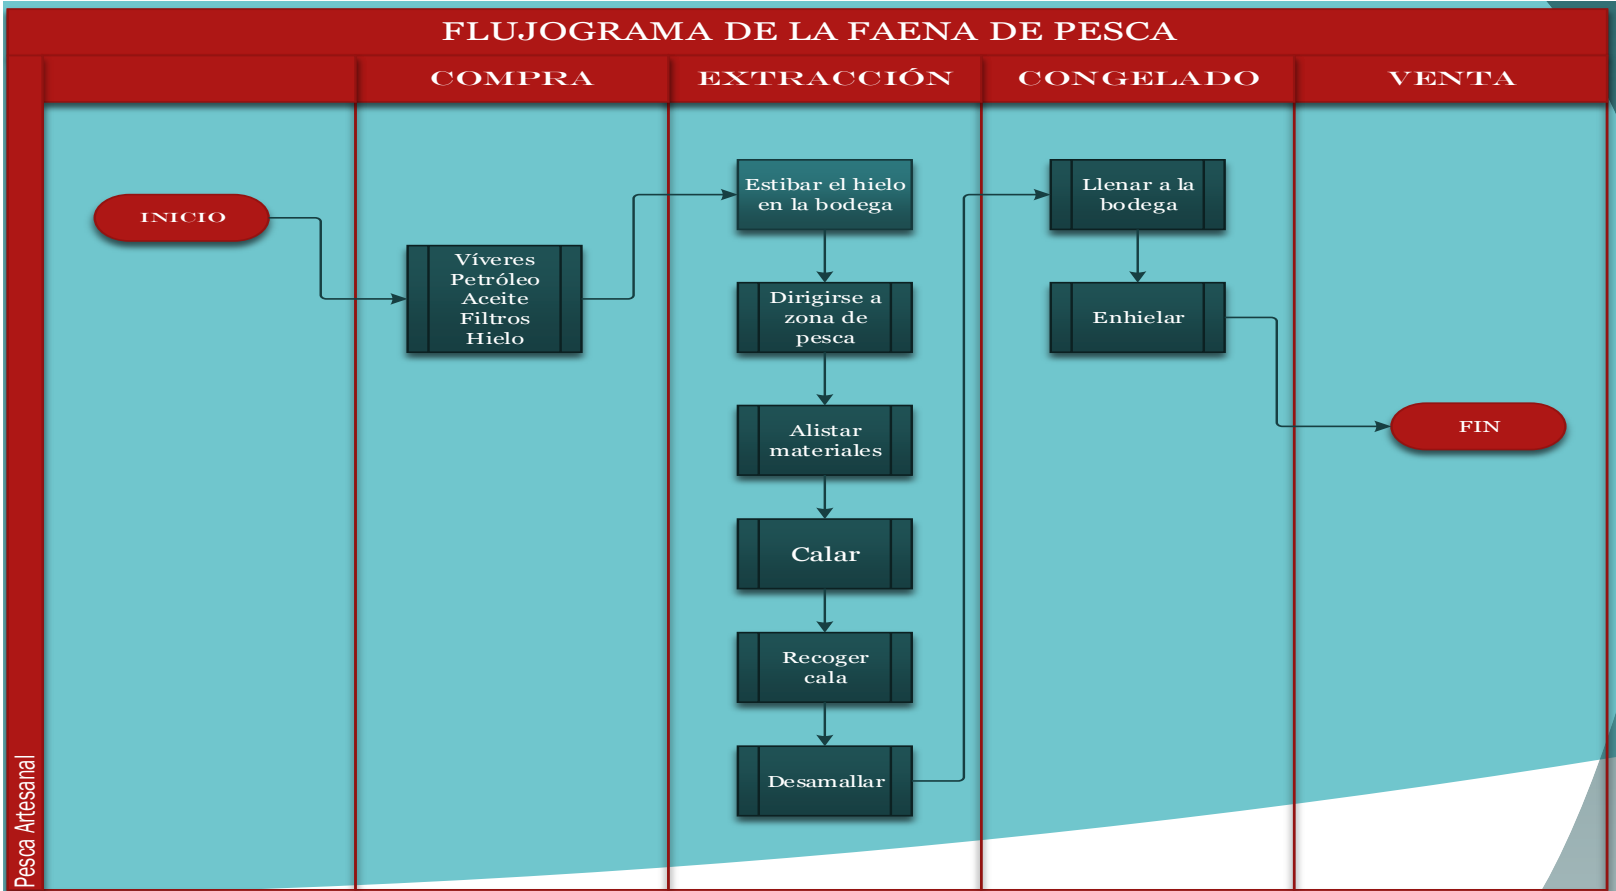 FLUJOGRAMA DE LA FAENA DE PESCA
COMPRA
EXTRACCIÓN
CONGELADO
VENTA
Pesca Artesanal
INICIO
Víveres
Petróleo
Aceite
Filtros
Hielo
Estibar el hielo
en la bodega
Dirigirse a
zona de
pesca
Alistar
materiales
Calar
Recoger
cala
Desamallar
Llenar a la
bodega
Enhielar
FIN